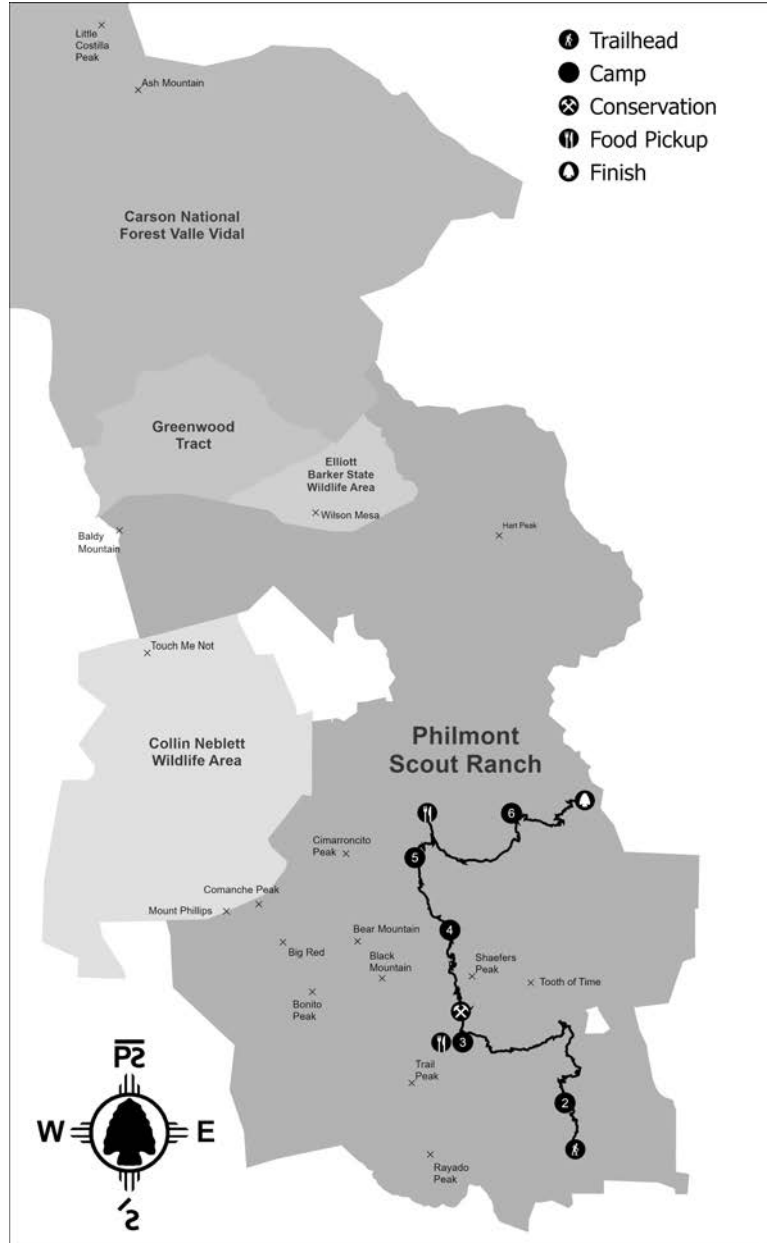 Little
Costilla
Peak
Ash Mountain
Trailhead
Camp
Conservation
Food Pickup
Finish
Carson National
Forest Valle Vidal
Greenwood
Tract
Elliott
Barker State
Wildlife Area
Wilson Mesa
Hart Peak
Baldy
Mountain
Touch Me Not
Collin Neblett
Wildlife Area
Philmont
Scout Ranch
6
Cimarroncito
Peak
5
Comanche Peak
Mount Phillips
4
Bear Mountain
Big Red
Black
Mountain
Shaefers
Peak
Tooth of Time
Bonito
Peak
3
Trail
Peak
2
Rayado
Peak
W
E